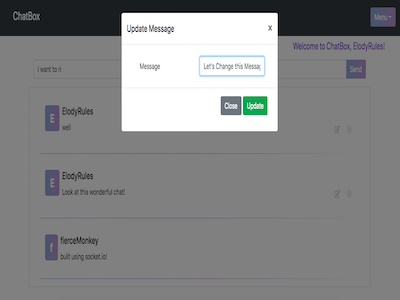 ChatBox
Menu
Update Message
x
Welcome to ChatBox, ElodyRules!
Message
Let's Change this Messag
Close
Update
I want to ri
Send
E
ElodyRules
well
E
ElodyRules
Look at this wonderful chat!
f
fierceMonkey
built using socket.io!